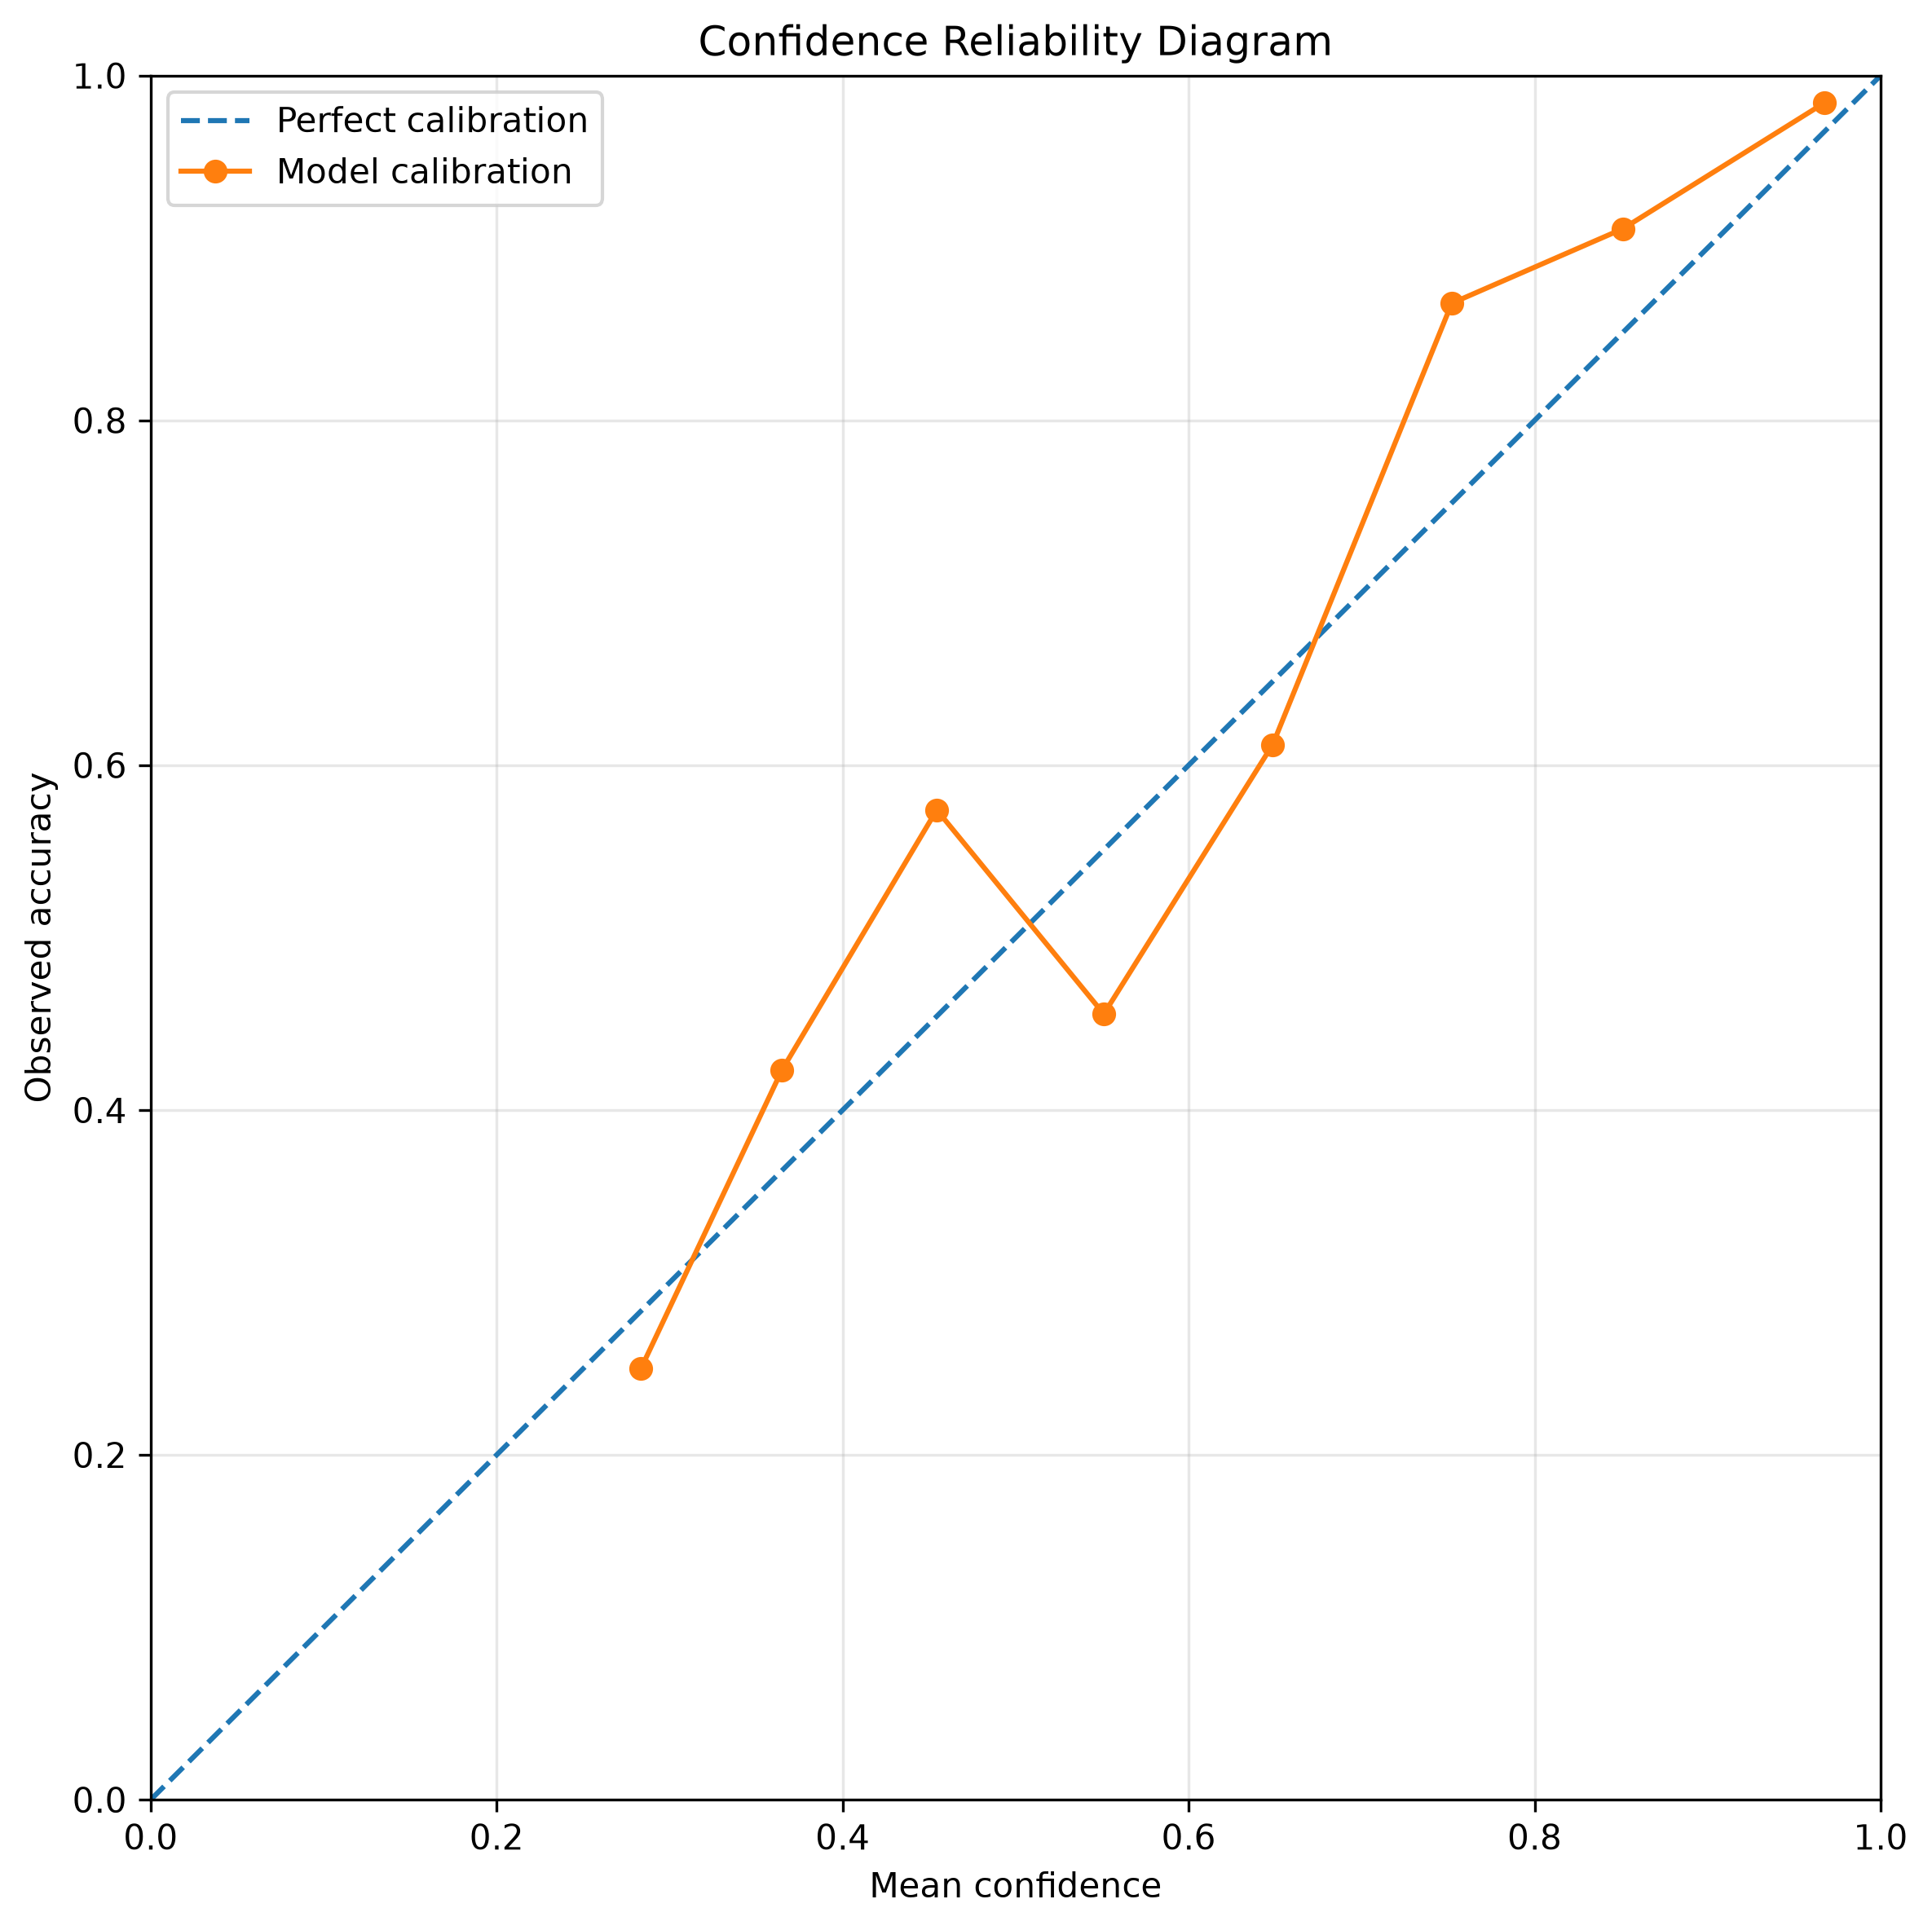 Confidence Reliability Diagram
Perfect calibration
Model calibration
1.0
0.8
0.6
0.4
0.2
0.0
Observed accuracy
0.0 0.2 0.4 0.6 0.8 1.0
Mean confidence